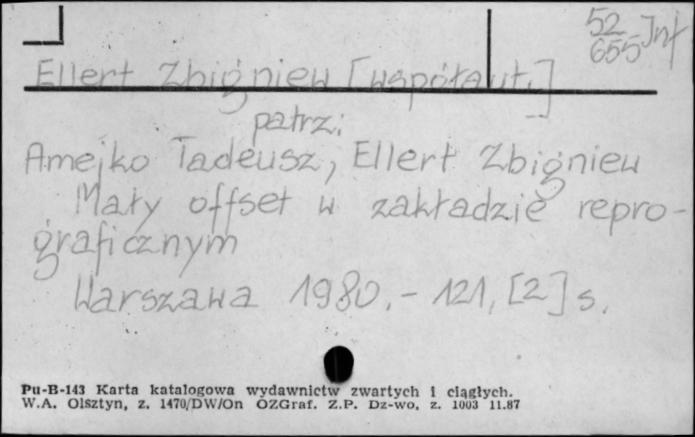 52 Inf
655
Ellert Zbigniew [współaut.]
patrz:
Amejko Tadeusz, Ellert Zbigniew
Mały offset w zakładzie repro-
graficznym
Warszawa 1980.- 121, [2] s.
Pu-B-143 Karta katalogowa wydawnictw zwartych i ciągłych.
W.A. Olsztyn, z. 1470/DW/On OZGraf. Z.P. Dz-wo, z. 1003 11.87